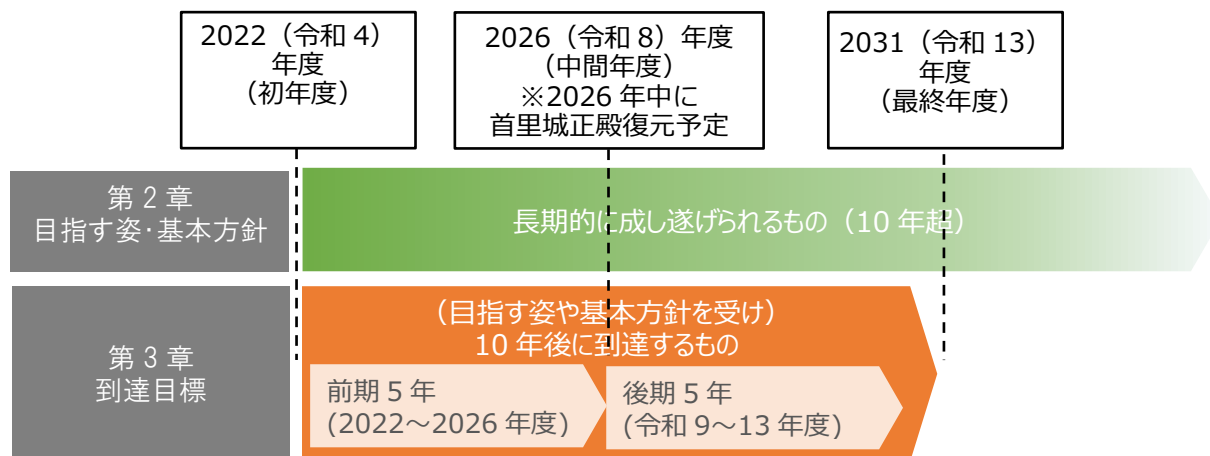 2022（令和 4）
年度
（初年度）
2026（令和 8）年度
（中間年度）
※2026 年中に
首里城正殿復元予定
2031（令和 13）
年度
（最終年度）
第 2 章
目指す姿・基本方針
長期的に成し遂げられるもの（10 年超）
第 3 章
到達目標
（目指す姿や基本方針を受け）
10 年後に到達するもの
前期 5 年
(2022～2026 年度)
後期 5 年
(令和 9～13 年度)